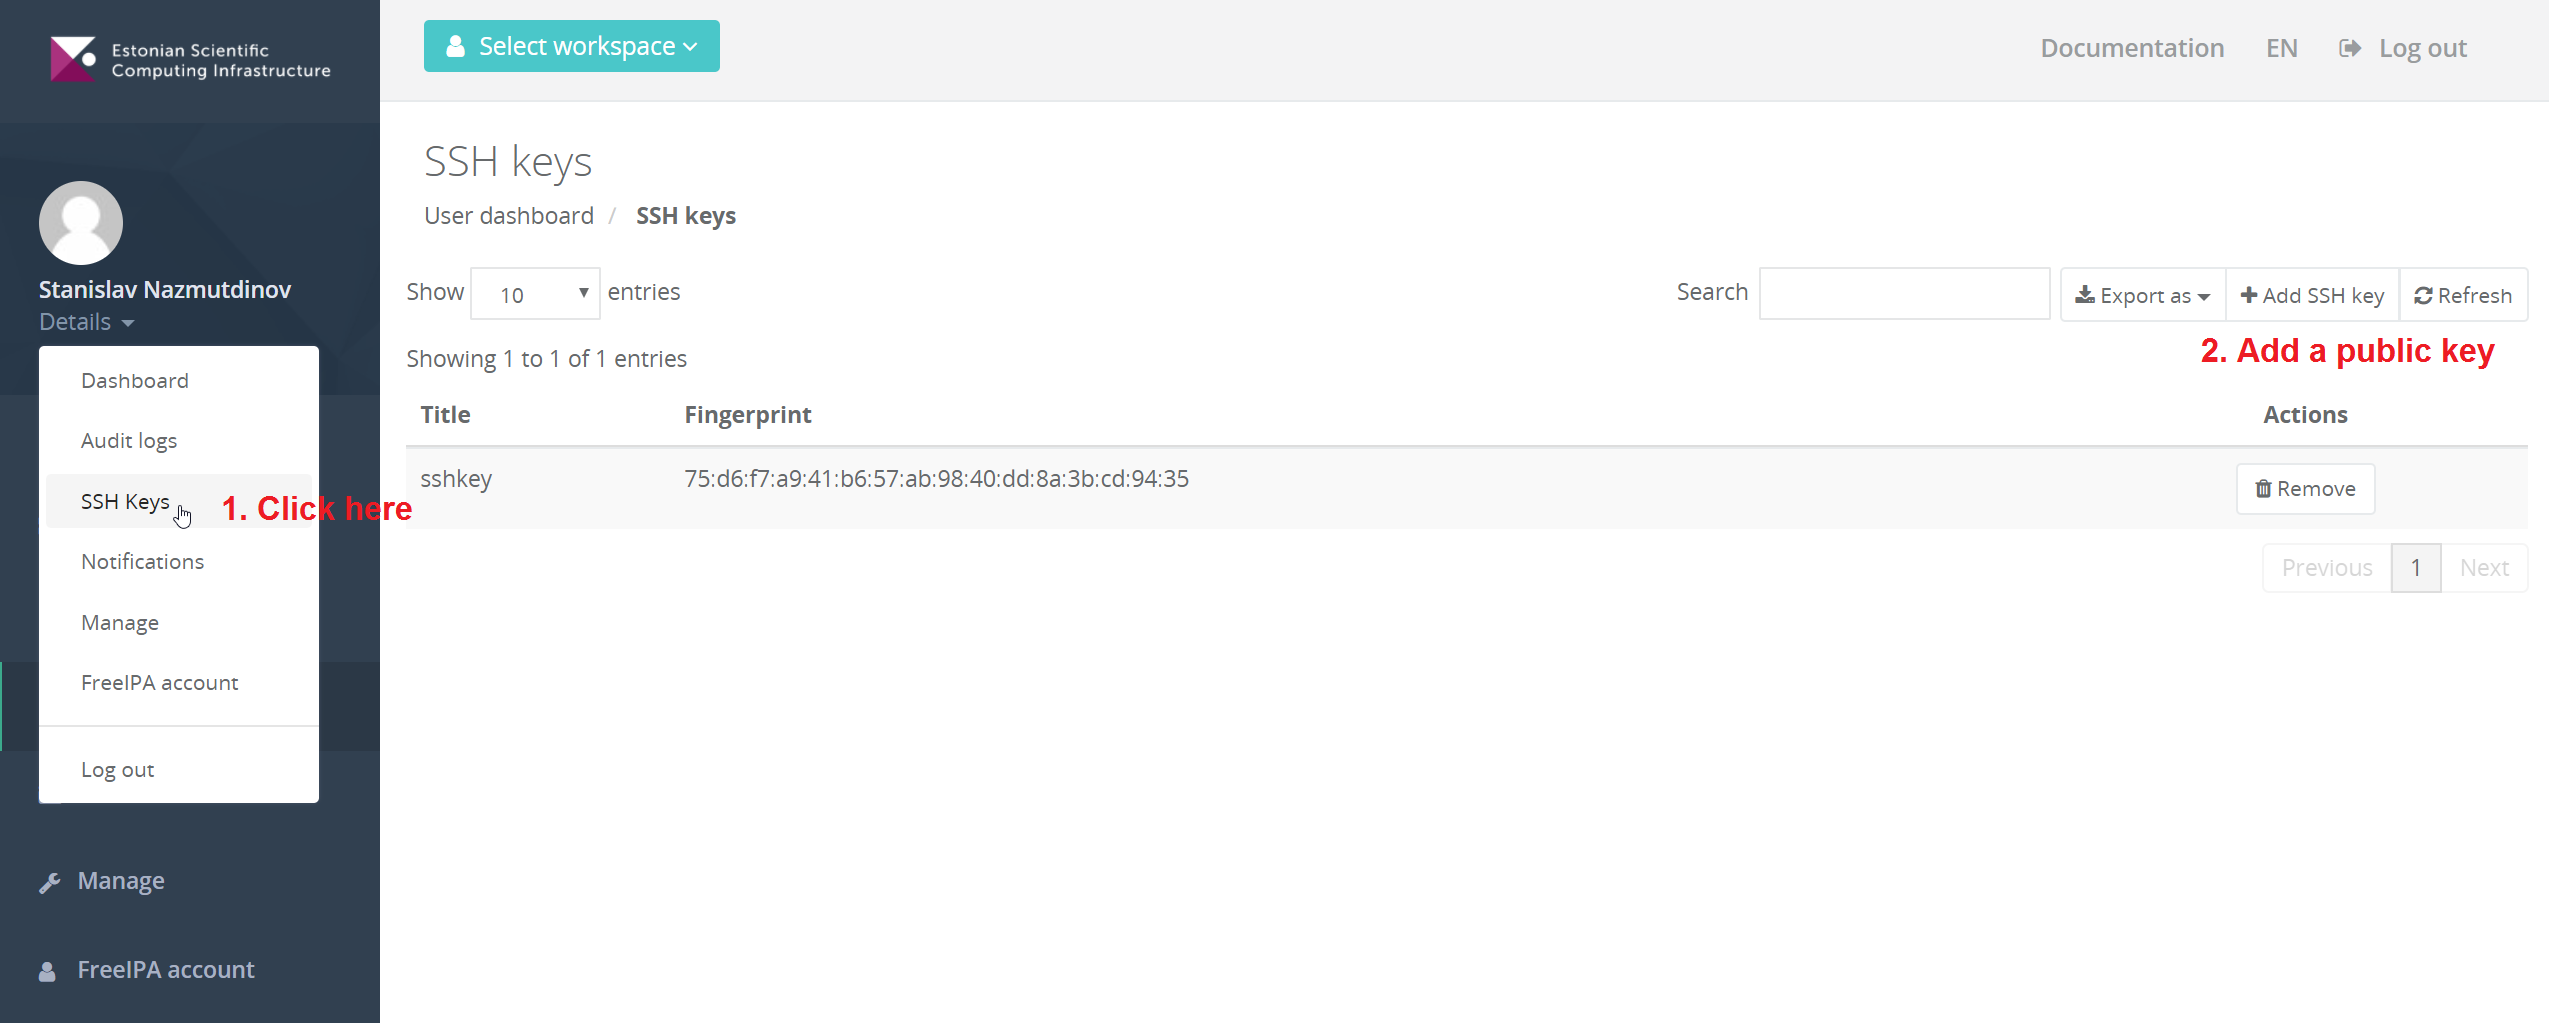 Estonian Scientific
Computing Infrastructure
Select workspace
Documentation EN Log out
Stanislav Nazmutdinov
Details
Dashboard
Audit logs
SSH Keys
1. Click here
Notifications
Manage
FreeIPA account
Log out
Manage
FreeIPA account
SSH keys
User dashboard / SSH keys
Show 10 entries
Search Export as Add SSH key Refresh
2. Add a public key
Showing 1 to 1 of 1 entries
Title Fingerprint Actions
sshkey 75:d6:f7:a9:41:b6:57:ab:98:40:dd:8a:3b:cd:94:35 Remove
Previous 1 Next